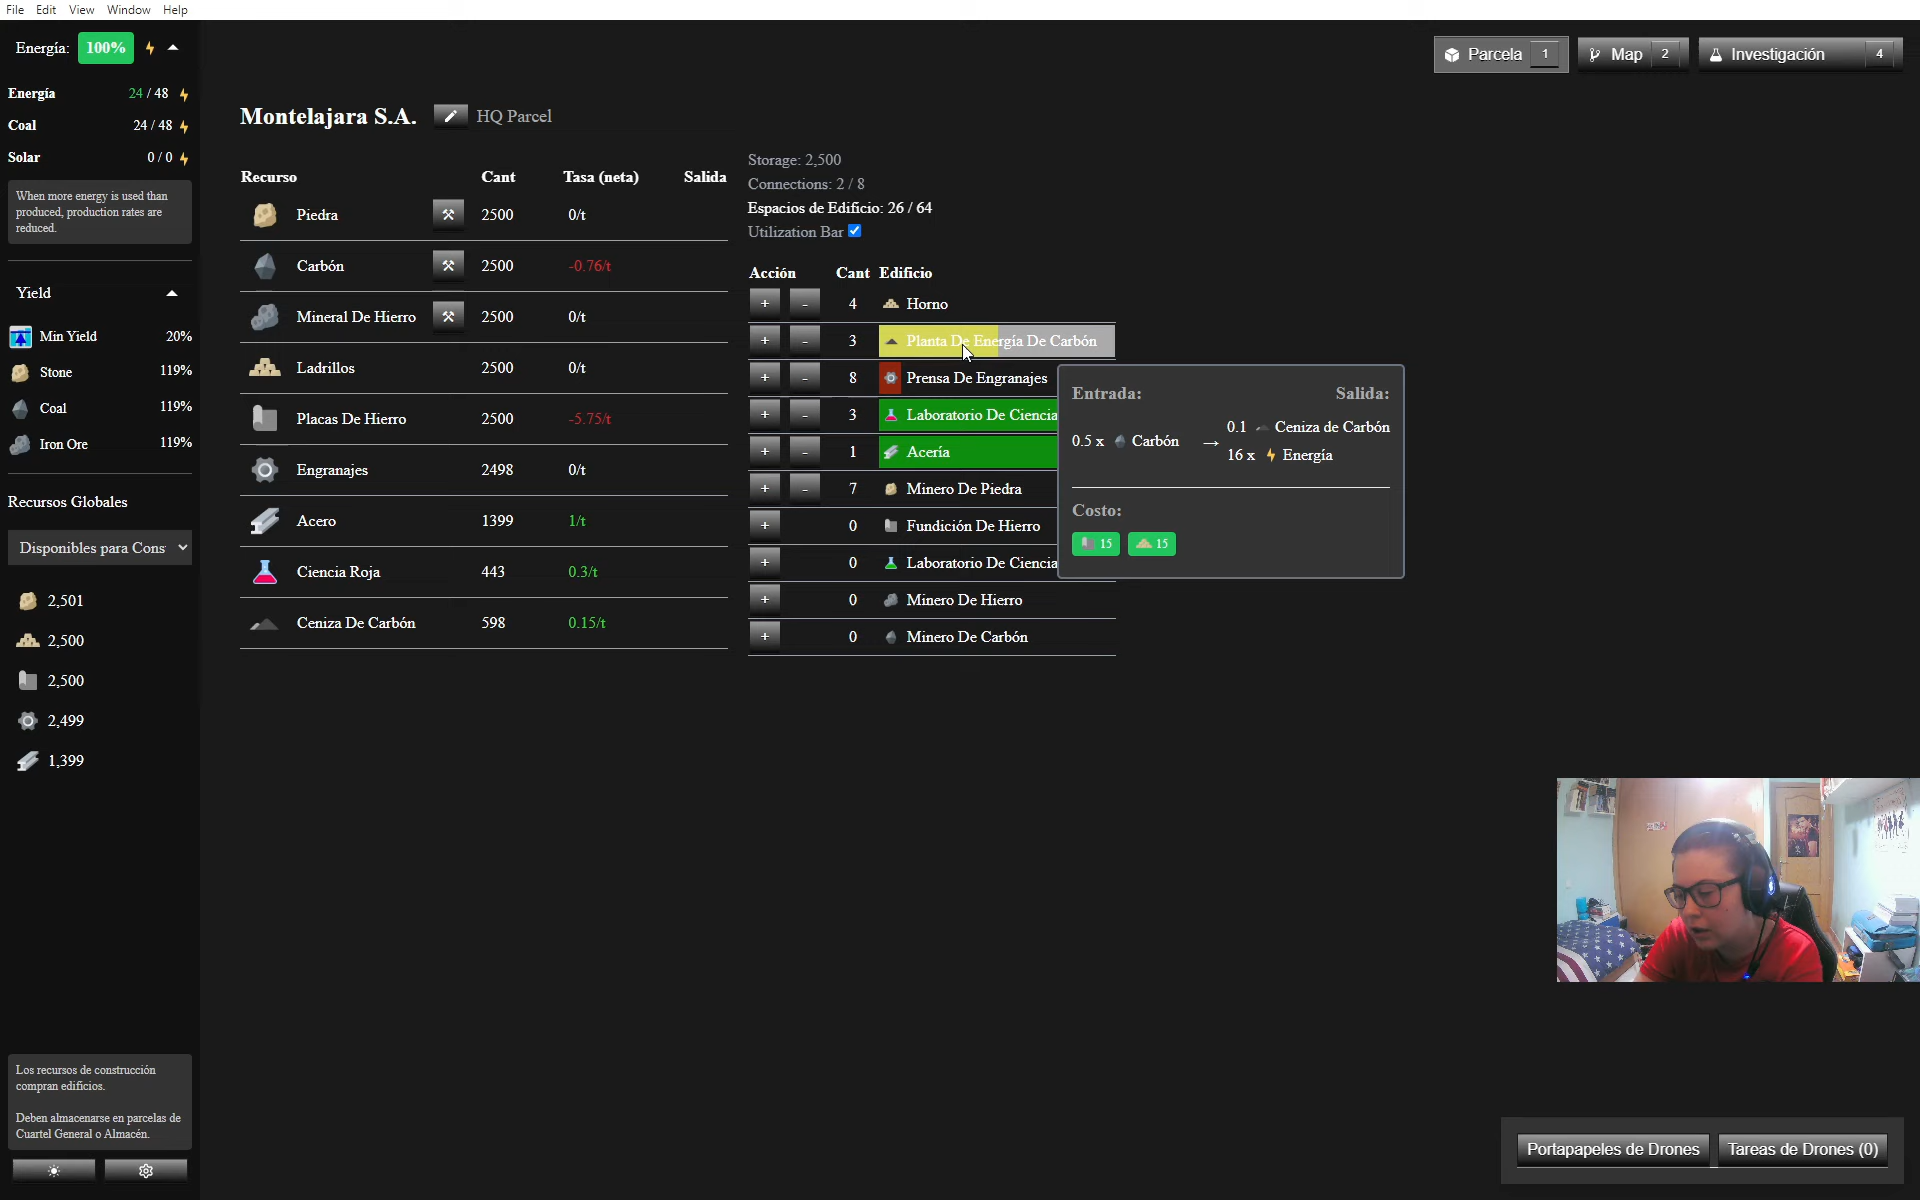 File Edit View Window Help
Energía: 100%
Energía 24 / 48
Coal 24 / 48
Solar 0 / 0
When more energy is used than
produced, production rates are
reduced.
Yield
Min Yield 20%
Stone 119%
Coal 119%
Iron Ore 119%
Recursos Globales
Disponibles para Cons
2,501
2,500
2,500
2,499
1,399
Los recursos de construcción
compran edificios.
Deben almacenarse en parcelas de
Cuartel General o Almacén.
Parcela 1 Map 2 Investigación 4
Montelajara S.A. HQ Parcel
Recurso Cant Tasa (neta) Salida
Piedra 2500 0/t
Carbón 2500 -0.76/t
Mineral De Hierro 2500 0/t
Ladrillos 2500 0/t
Placas De Hierro 2500 -5.75/t
Engranajes 2498 0/t
Acero 1399 1/t
Ciencia Roja 443 0.3/t
Ceniza De Carbón 598 0.15/t
Storage: 2,500
Connections: 2 / 8
Espacios de Edificio: 26 / 64
Utilization Bar
Acción Cant Edificio
+ - 4 Horno
+ - 3 Planta De Energía De Carbón
+ - 8 Prensa De Engranajes
+ - 3 Laboratorio De Ciencia
+ - 1 Acería
+ - 7 Minero De Piedra
+ 0 Fundición De Hierro
+ 0 Laboratorio De Ciencia
+ 0 Minero De Hierro
+ 0 Minero De Carbón
Entrada: Salida:
0.5 x Carbón → 0.1 Ceniza de Carbón
16 x Energía
Costo:
15 15
Portapapeles de Drones Tareas de Drones (0)